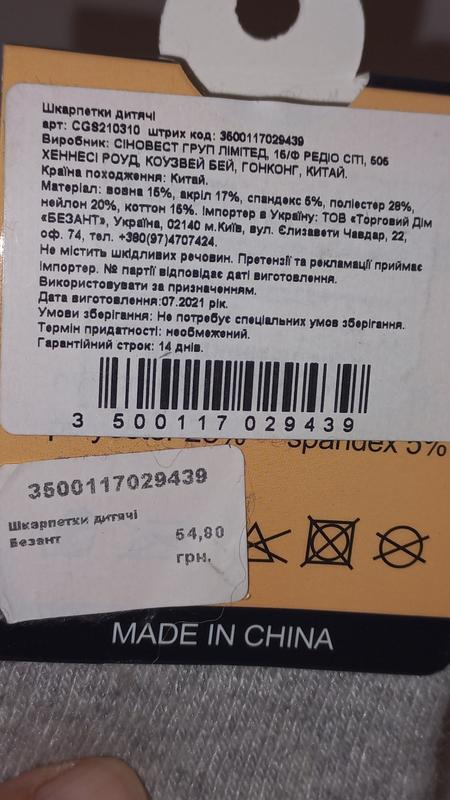 Шкарпетки дитячі
арт: CGS210310 штрих код: 3500117029439
Виробник: СІНОВЕСТ ГРУП ЛІМІТЕД, 15/Ф РЕДІО СІТІ, 505
ХЕННЕСІ РОУД, КОУЗВЕЙ БЕЙ, ГОНКОНГ, КИТАЙ.
Країна походження: Китай.
Матеріал: вовна 15%, акріл 17%, спандекс 5%, поліестер 28%,
нейлон 20%, коттон 15%. Імпортер в Україну: ТОВ «Торговий Дім
«БЕЗАНТ», Україна, 02140 м.Київ, вул. Єлизавети Чавдар, 22,
оф. 74, тел. +380(97)4707424.
Не містить шкідливих речовин. Претензії та рекламації приймає
Імпортер. № партії відповідає даті виготовлення.
Використовувати за призначенням.
Дата виготовлення:07.2021 рік.
Умови зберігання: Не потребує спеціальних умов зберігання.
Термін придатності: необмежений.
Гарантійний строк: 14 днів.
3 500117 029439
spandex 5%
3500117029439
Шкарпетки дитячі
Безант
54,80
грн.
MADE IN CHINA